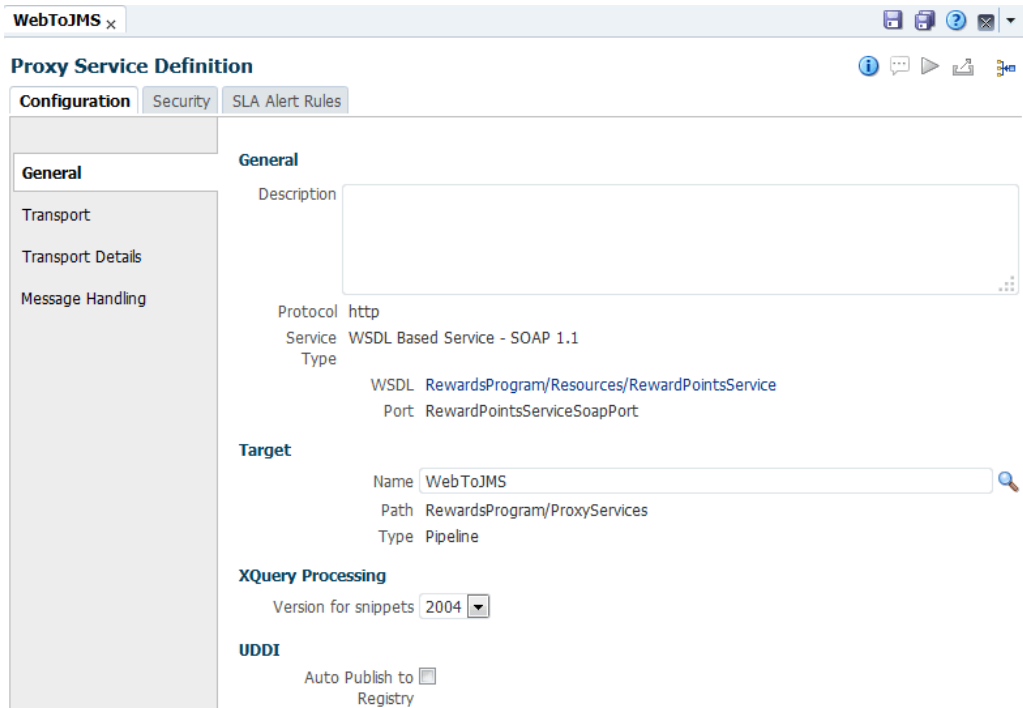 WebToJMS x
Proxy Service Definition
Configuration Security SLA Alert Rules
General
Transport
Transport Details
Message Handling
General
Description
Protocol http
Service Type WSDL Based Service - SOAP 1.1
WSDL RewardsProgram/Resources/RewardPointsService
Port RewardPointsServiceSoapPort
Target
Name WebToJMS
Path RewardsProgram/ProxyServices
Type Pipeline
XQuery Processing
Version for snippets 2004
UDDI
Auto Publish to
Registry